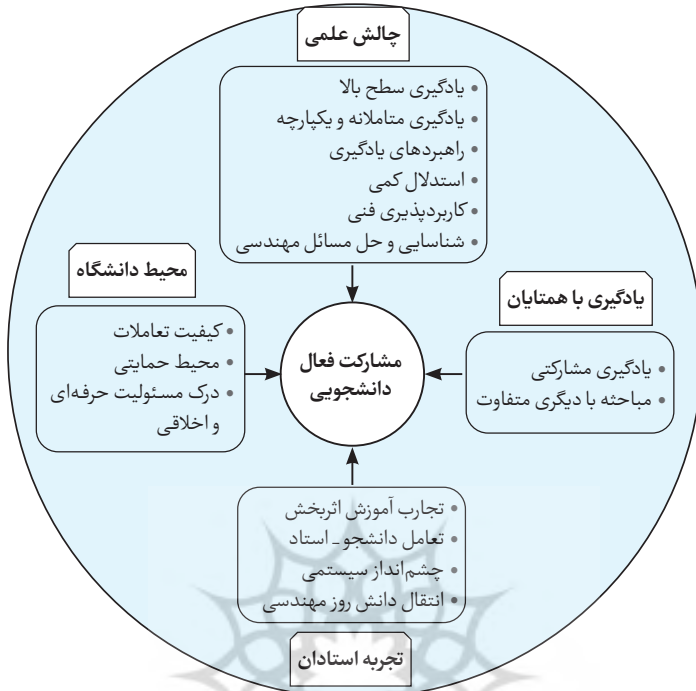 چالش علمی
• یادگیری سطح بالا
• یادگیری متاملانه و یکپارچه
• راهبردهای یادگیری
• استدلال کمی
• کاربردپذیری فنی
• شناسایی و حل مسائل مهندسی
یادگیری با همتایان
• یادگیری مشارکتی
• مباحثه با دیگری متفاوت
مشارکت فعال
دانشجویی
محیط دانشگاه
• کیفیت تعاملات
• محیط حمایتی
• درک مسئولیت حرفه‌ای
و اخلاقی
• تجارب آموزش اثربخش
• تعامل دانشجو ـ استاد
• چشم‌انداز سیستمی
• انتقال دانش روز مهندسی
تجربه استادان